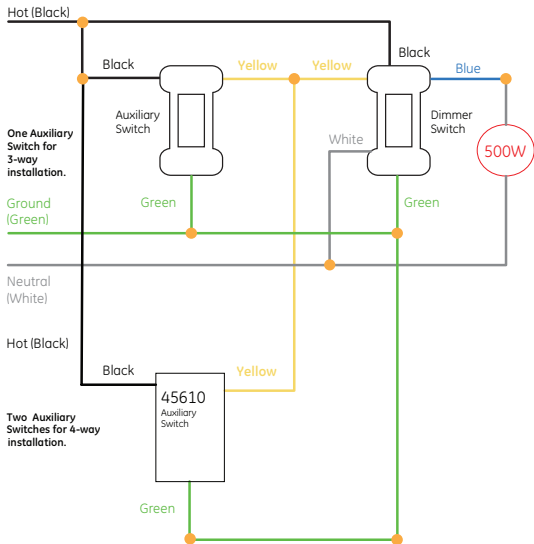 Hot (Black)
Black
Black
Yellow
Yellow
Blue
Auxiliary
Switch
Dimmer
Switch
One Auxiliary
Switch for
3-way
installation.
White
500W
Ground
(Green)
Green
Green
Neutral
(White)
Hot (Black)
Black
Yellow
45610
Auxiliary
Switch
Two Auxiliary
Switches for 4-way
installation.
Green